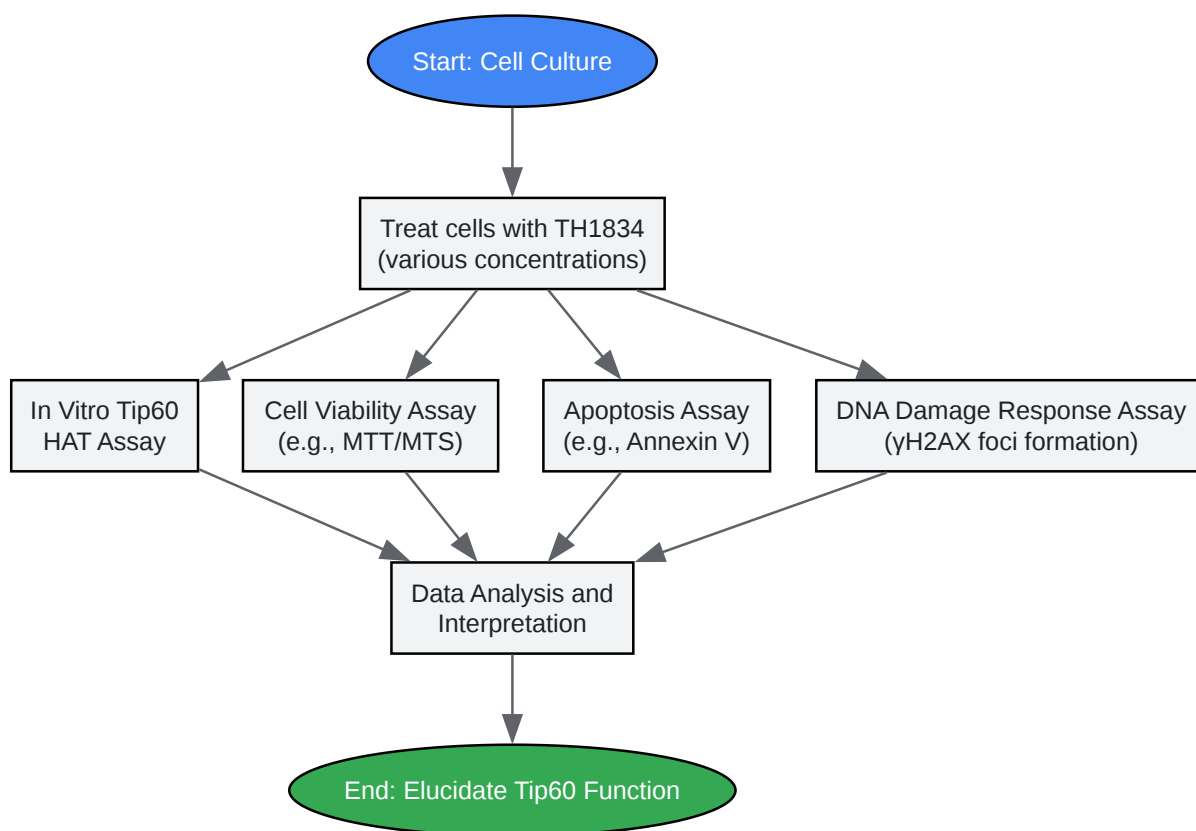 Start: Cell Culture
Treat cells with TH1834
(various concentrations)
In Vitro Tip60
HAT Assay
Cell Viability Assay
(e.g., MTT/MTS)
Apoptosis Assay
(e.g., Annexin V)
DNA Damage Response Assay
(γH2AX foci formation)
Data Analysis and
Interpretation
End: Elucidate Tip60 Function